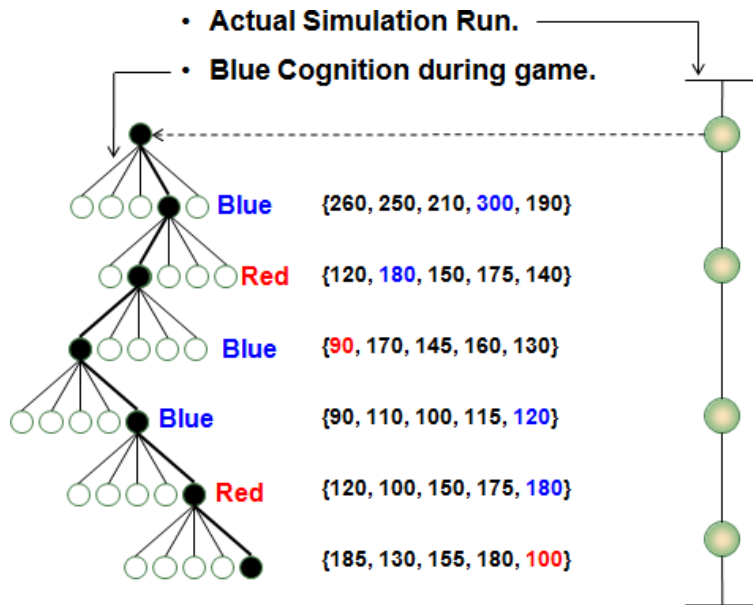 • Actual Simulation Run.
• Blue Cognition during game.
Blue {260, 250, 210, 300, 190}
Red {120, 180, 150, 175, 140}
Blue {90, 170, 145, 160, 130}
Blue {90, 110, 100, 115, 120}
Red {120, 100, 150, 175, 180}
{185, 130, 155, 180, 100}